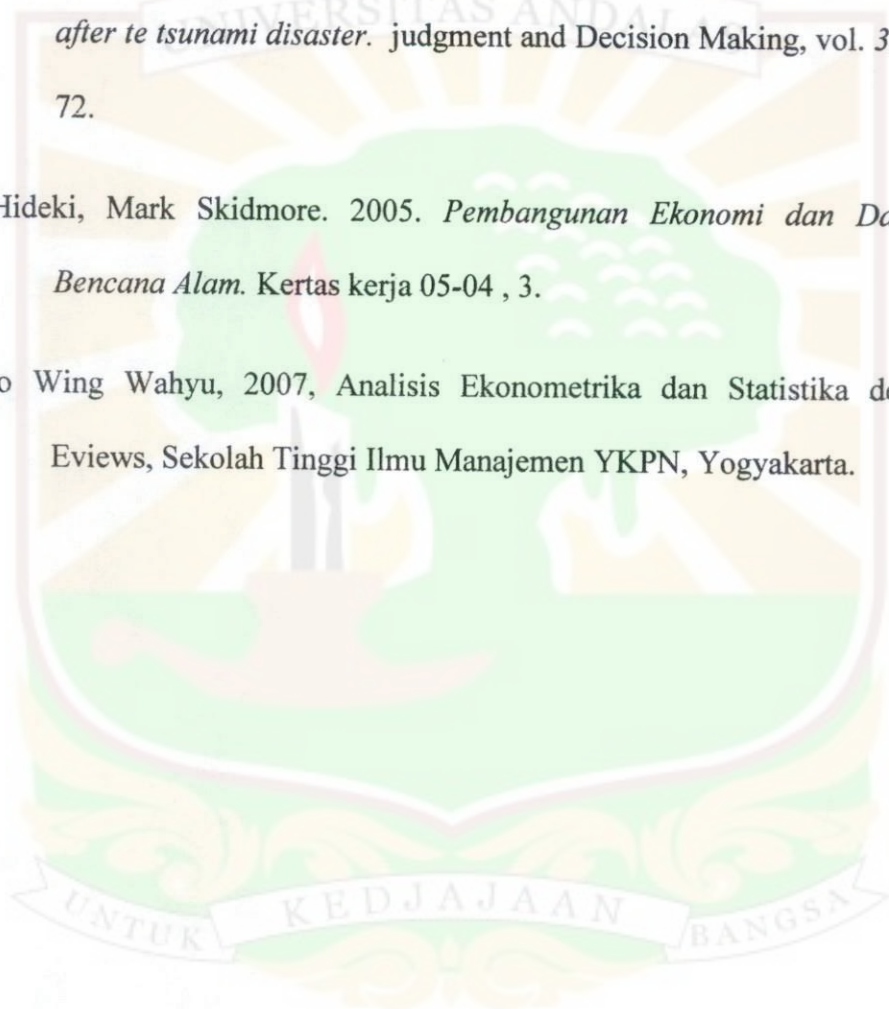 UNIVERSITAS ANDALAS
after te tsunami disaster. judgment and Decision Making, vol. 3
72.
Hideki, Mark Skidmore. 2005. Pembangunan Ekonomi dan Da
Bencana Alam. Kertas kerja 05-04 , 3.
o Wing Wahyu, 2007, Analisis Ekonometrika dan Statistika de
Eviews, Sekolah Tinggi Ilmu Manajemen YKPN, Yogyakarta.
UNTUK KEDJAJAAN BANGSA